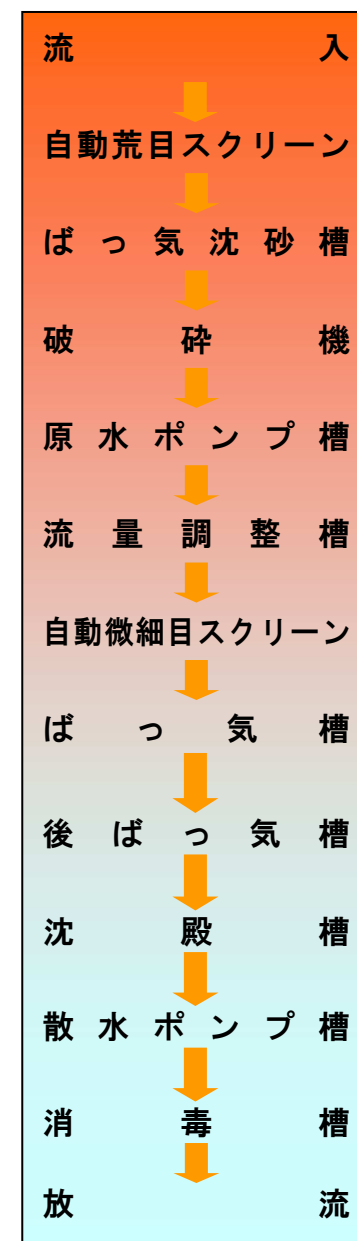 流入
自動荒目スクリーン
ばっ気沈砂槽
破砕機
原水ポンプ槽
流量調整槽
自動微細目スクリーン
ばっ気槽
後ばっ気槽
沈殿槽
散水ポンプ槽
消毒槽
放流